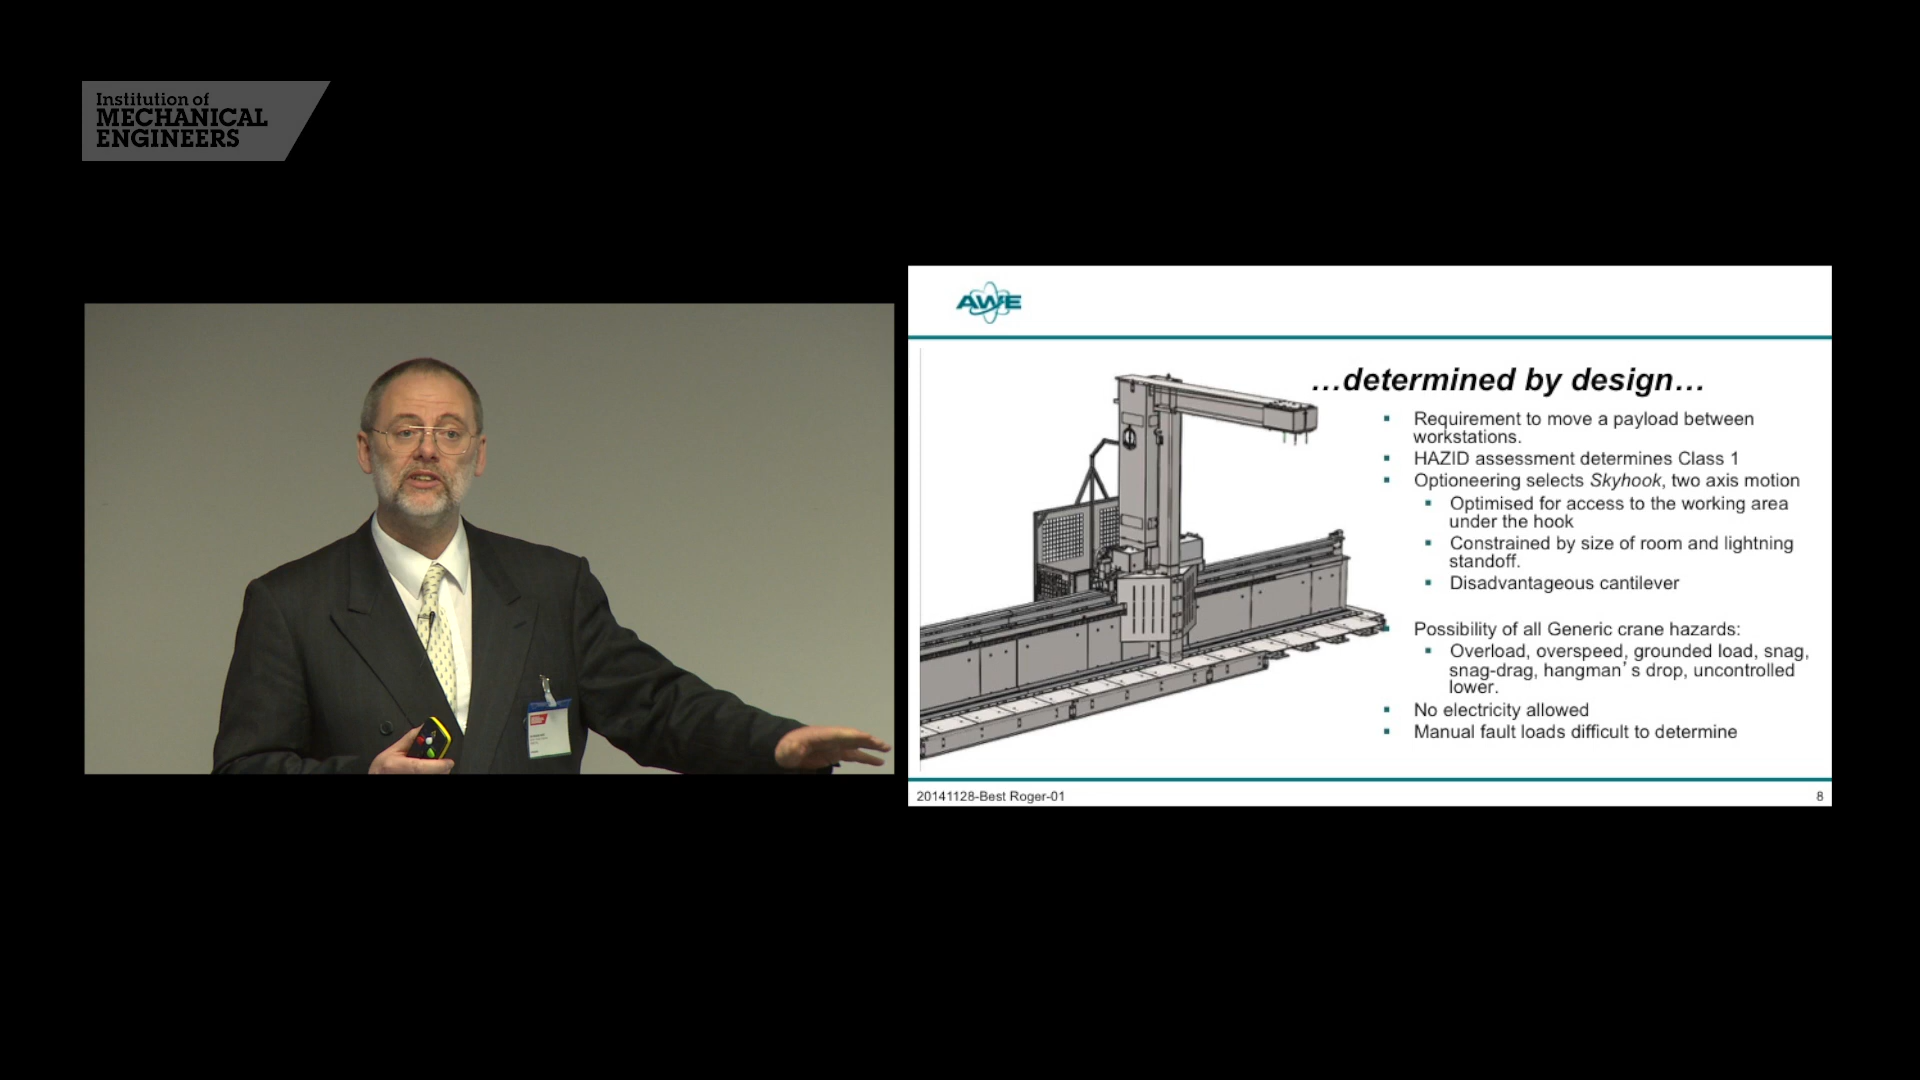 Institution of
MECHANICAL
ENGINEERS
AWE
...determined by design...
Requirement to move a payload between
workstations.
HAZID assessment determines Class 1
Optioneering selects Skyhook, two axis motion
Optimised for access to the working area
under the hook
Constrained by size of room and lightning
standoff.
Disadvantageous cantilever
Possibility of all Generic crane hazards:
Overload, overspeed, grounded load, snag,
snag-drag, hangman's drop, uncontrolled
lower.
No electricity allowed
Manual fault loads difficult to determine
20141128-Best Roger-01
8